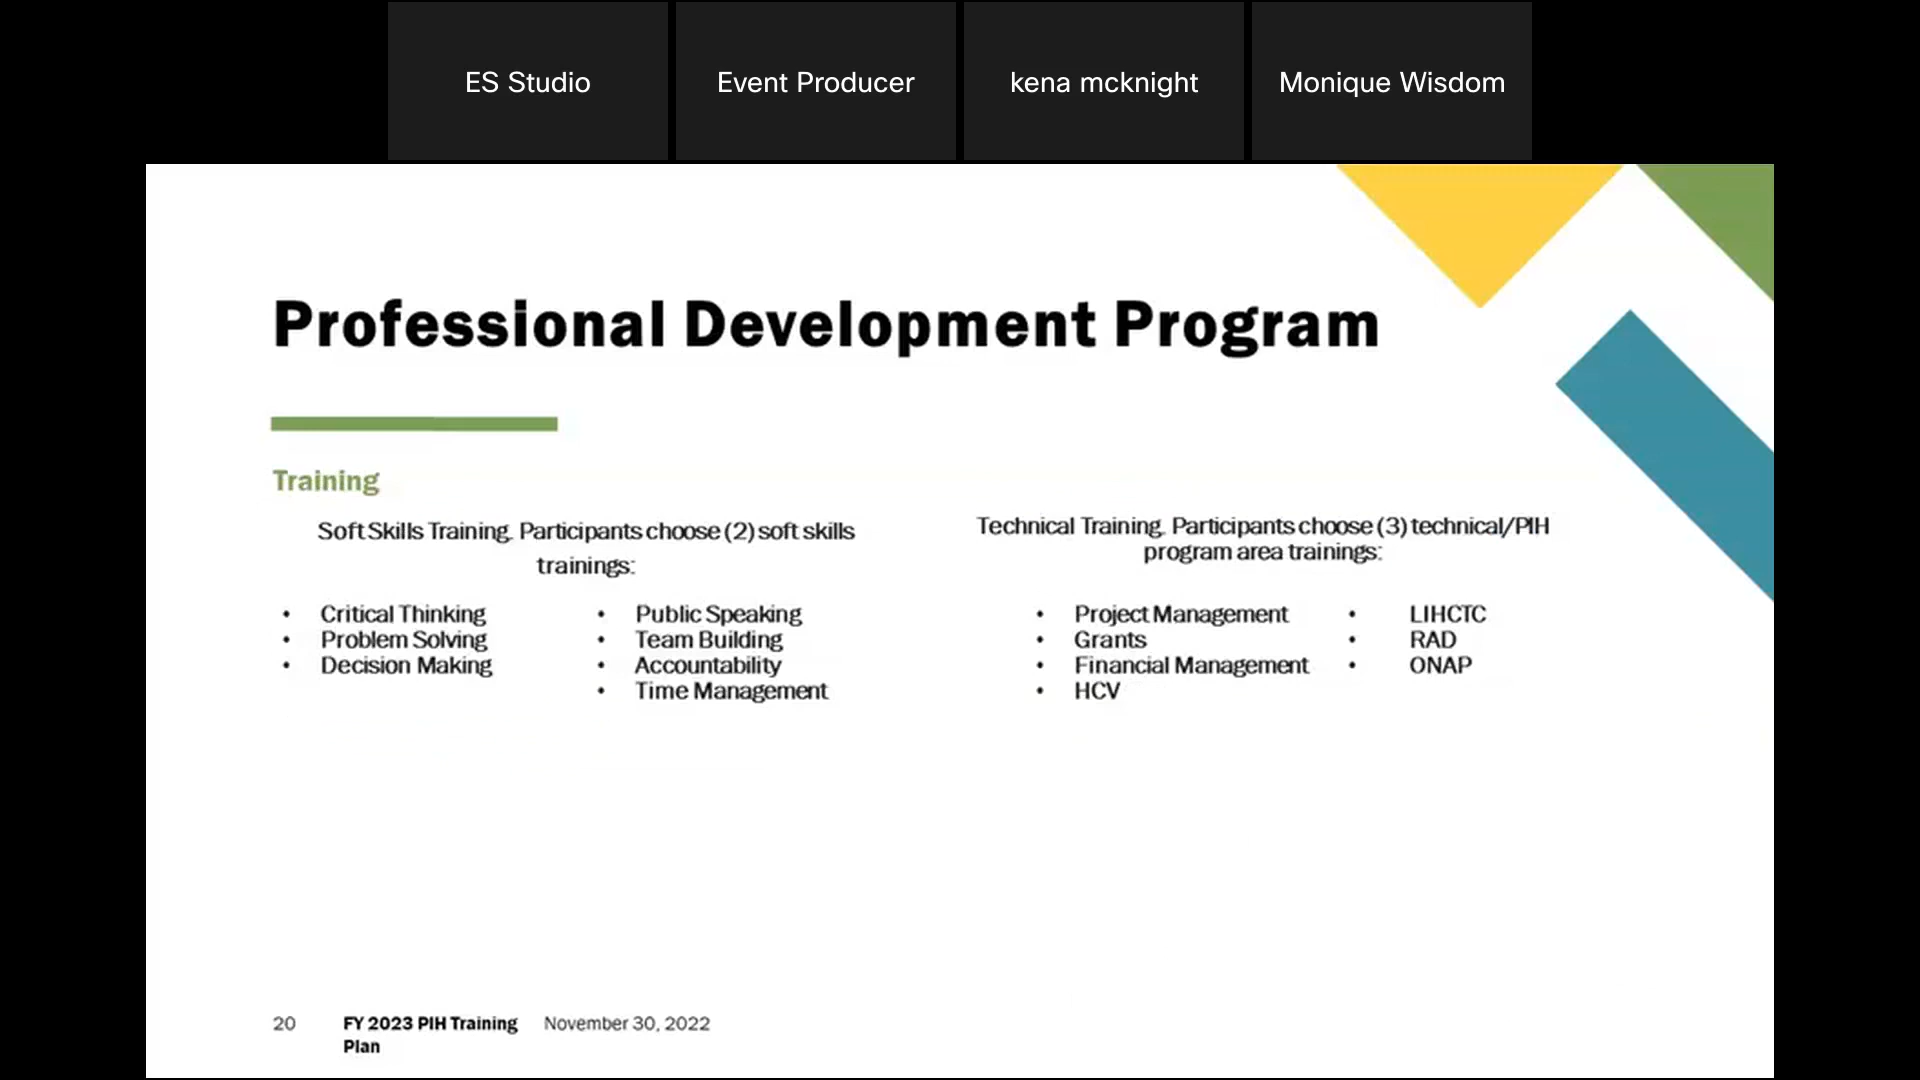 ES Studio
Event Producer
kena mcknight
Monique Wisdom
Professional Development Program
Training
Soft Skills Training. Participants choose (2) soft skills
trainings:
• Critical Thinking
• Problem Solving
• Decision Making
• Public Speaking
• Team Building
• Accountability
• Time Management
Technical Training. Participants choose (3) technical/PIH
program area trainings:
• Project Management
• Grants
• Financial Management
• HCV
• LIHCTC
• RAD
• ONAP
20
FY 2023 PIH Training
Plan
November 30, 2022